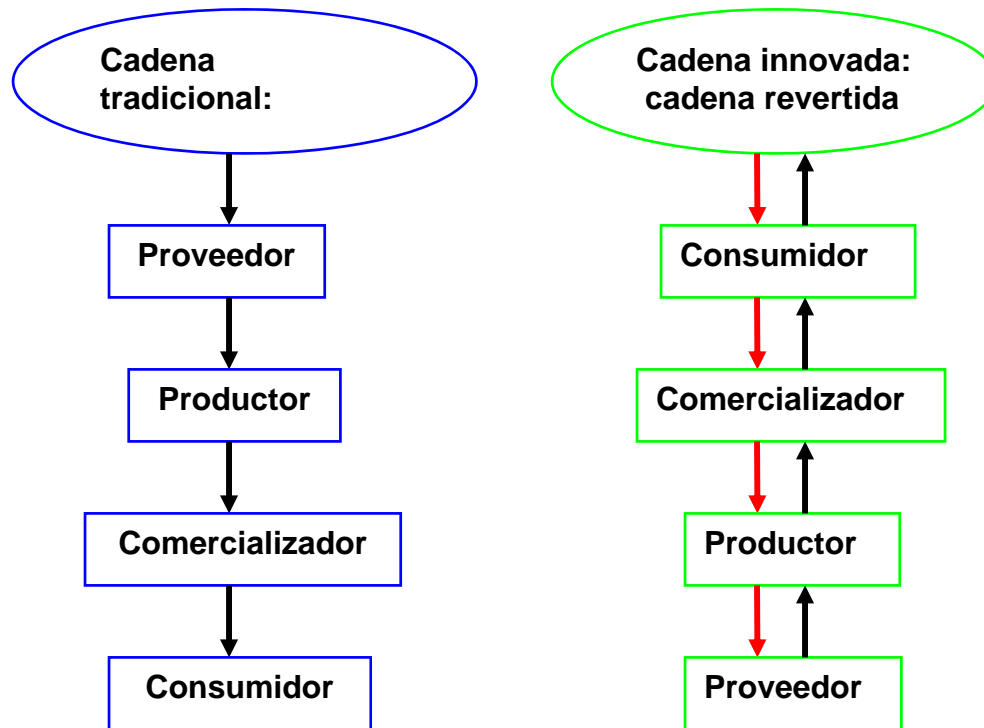 Cadena
tradicional:
Proveedor
Productor
Comercializador
Consumidor
Cadena innovada:
cadena revertida
Consumidor
Comercializador
Productor
Proveedor